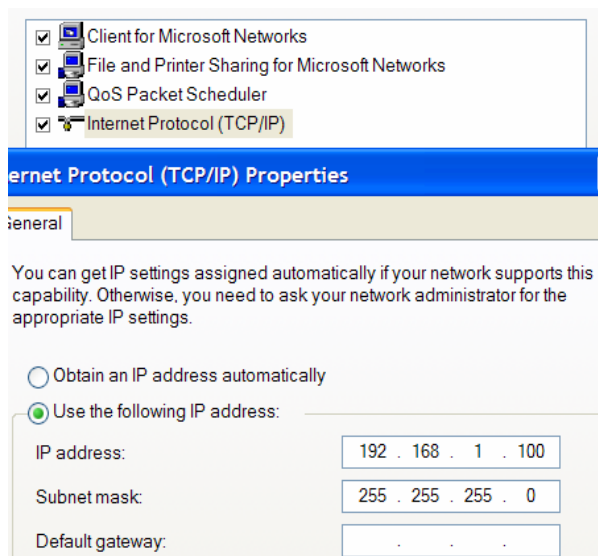 Client for Microsoft Networks
File and Printer Sharing for Microsoft Networks
QoS Packet Scheduler
Internet Protocol (TCP/IP)
ernet Protocol (TCP/IP) Properties
General
You can get IP settings assigned automatically if your network supports this
capability. Otherwise, you need to ask your network administrator for the
appropriate IP settings.
Obtain an IP address automatically
Use the following IP address:
IP address: 192 . 168 . 1 . 100
Subnet mask: 255 . 255 . 255 . 0
Default gateway: . . .